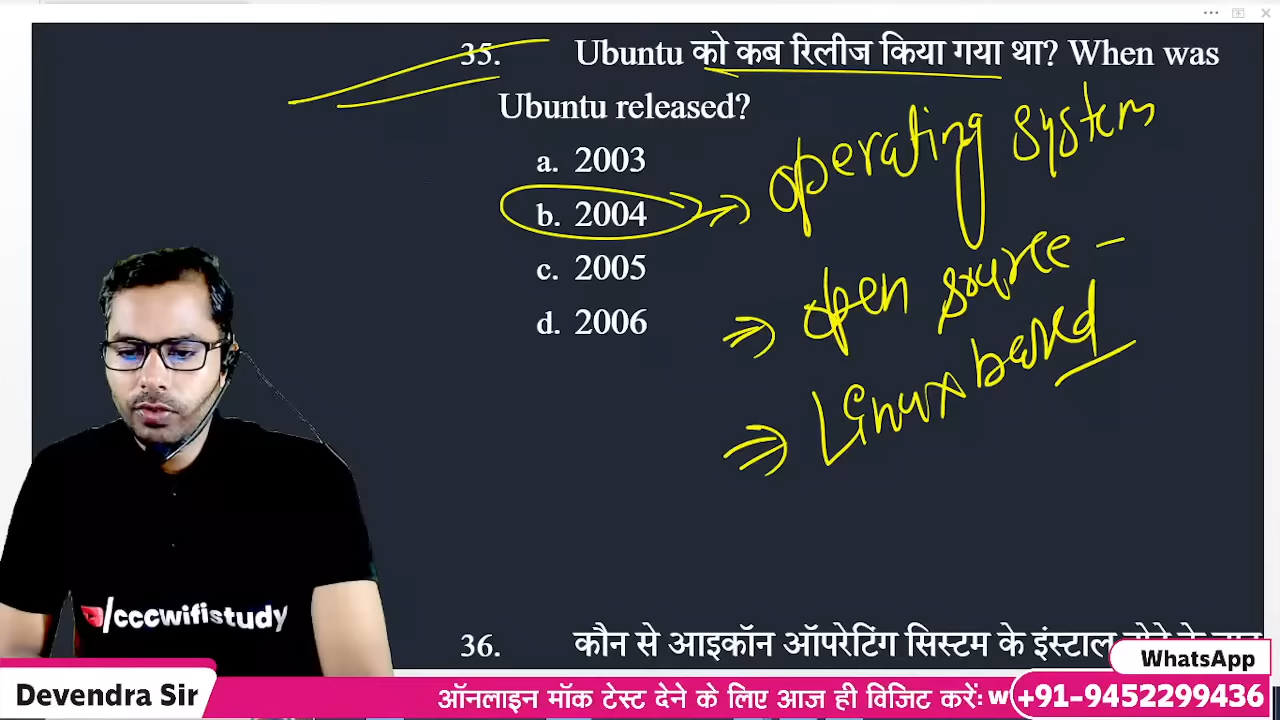 35. Ubuntu को कब रिलीज किया गया था? When was
Ubuntu released?
a. 2003
b. 2004
c. 2005
d. 2006
operating system
open source -
Linux based
/cccwifistudy
36. कौन से आइकॉन ऑपरेटिंग सिस्टम के इंस्टाल
WhatsApp
Devendra Sir
ऑनलाइन मॉक टेस्ट देने के लिए आज ही विजिट करें: w
+91-9452299436